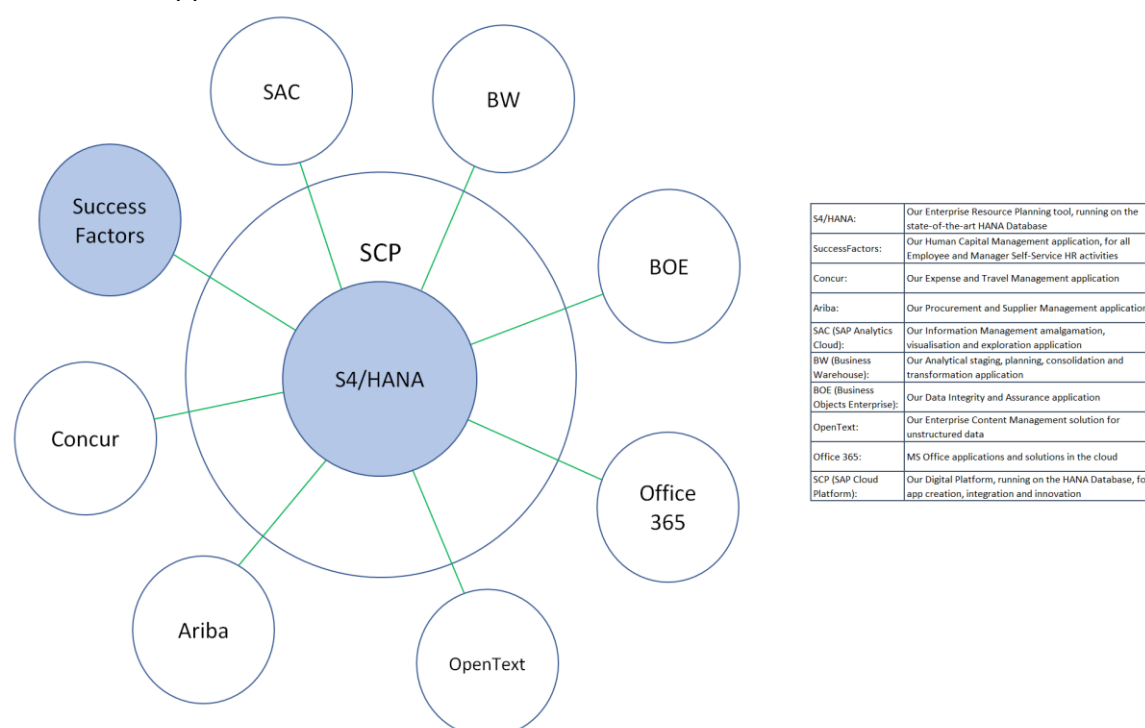 SAC
BW
Success
Factors
SCP
BOE
S4/HANA
Concur
Office
365
Ariba
OpenText
S4/HANA:
Our Enterprise Resource Planning tool, running on the
state-of-the-art HANA Database
SuccessFactors:
Our Human Capital Management application, for all
Employee and Manager Self-Service HR activities
Concur:
Our Expense and Travel Management application
Ariba:
Our Procurement and Supplier Management application
SAC (SAP Analytics
Cloud):
Our Information Management amalgamation,
visualisation and exploration application
BW (Business
Warehouse):
Our Analytical staging, planning, consolidation and
transformation application
BOE (Business
Objects Enterprise):
Our Data Integrity and Assurance application
OpenText:
Our Enterprise Content Management solution for
unstructured data
Office 365:
MS Office applications and solutions in the cloud
SCP (SAP Cloud
Platform):
Our Digital Platform, running on the HANA Database, fo
app creation, integration and innovation